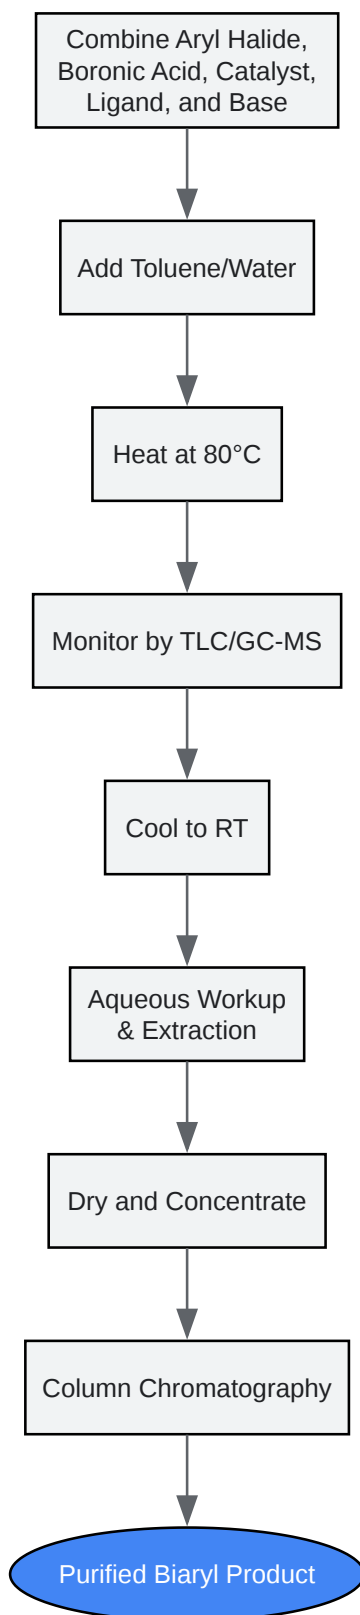 Combine Aryl Halide,
Boronic Acid, Catalyst,
Ligand, and Base
Add Toluene/Water
Heat at 80°C
Monitor by TLC/GC-MS
Cool to RT
Aqueous Workup
& Extraction
Dry and Concentrate
Column Chromatography
Purified Biaryl Product